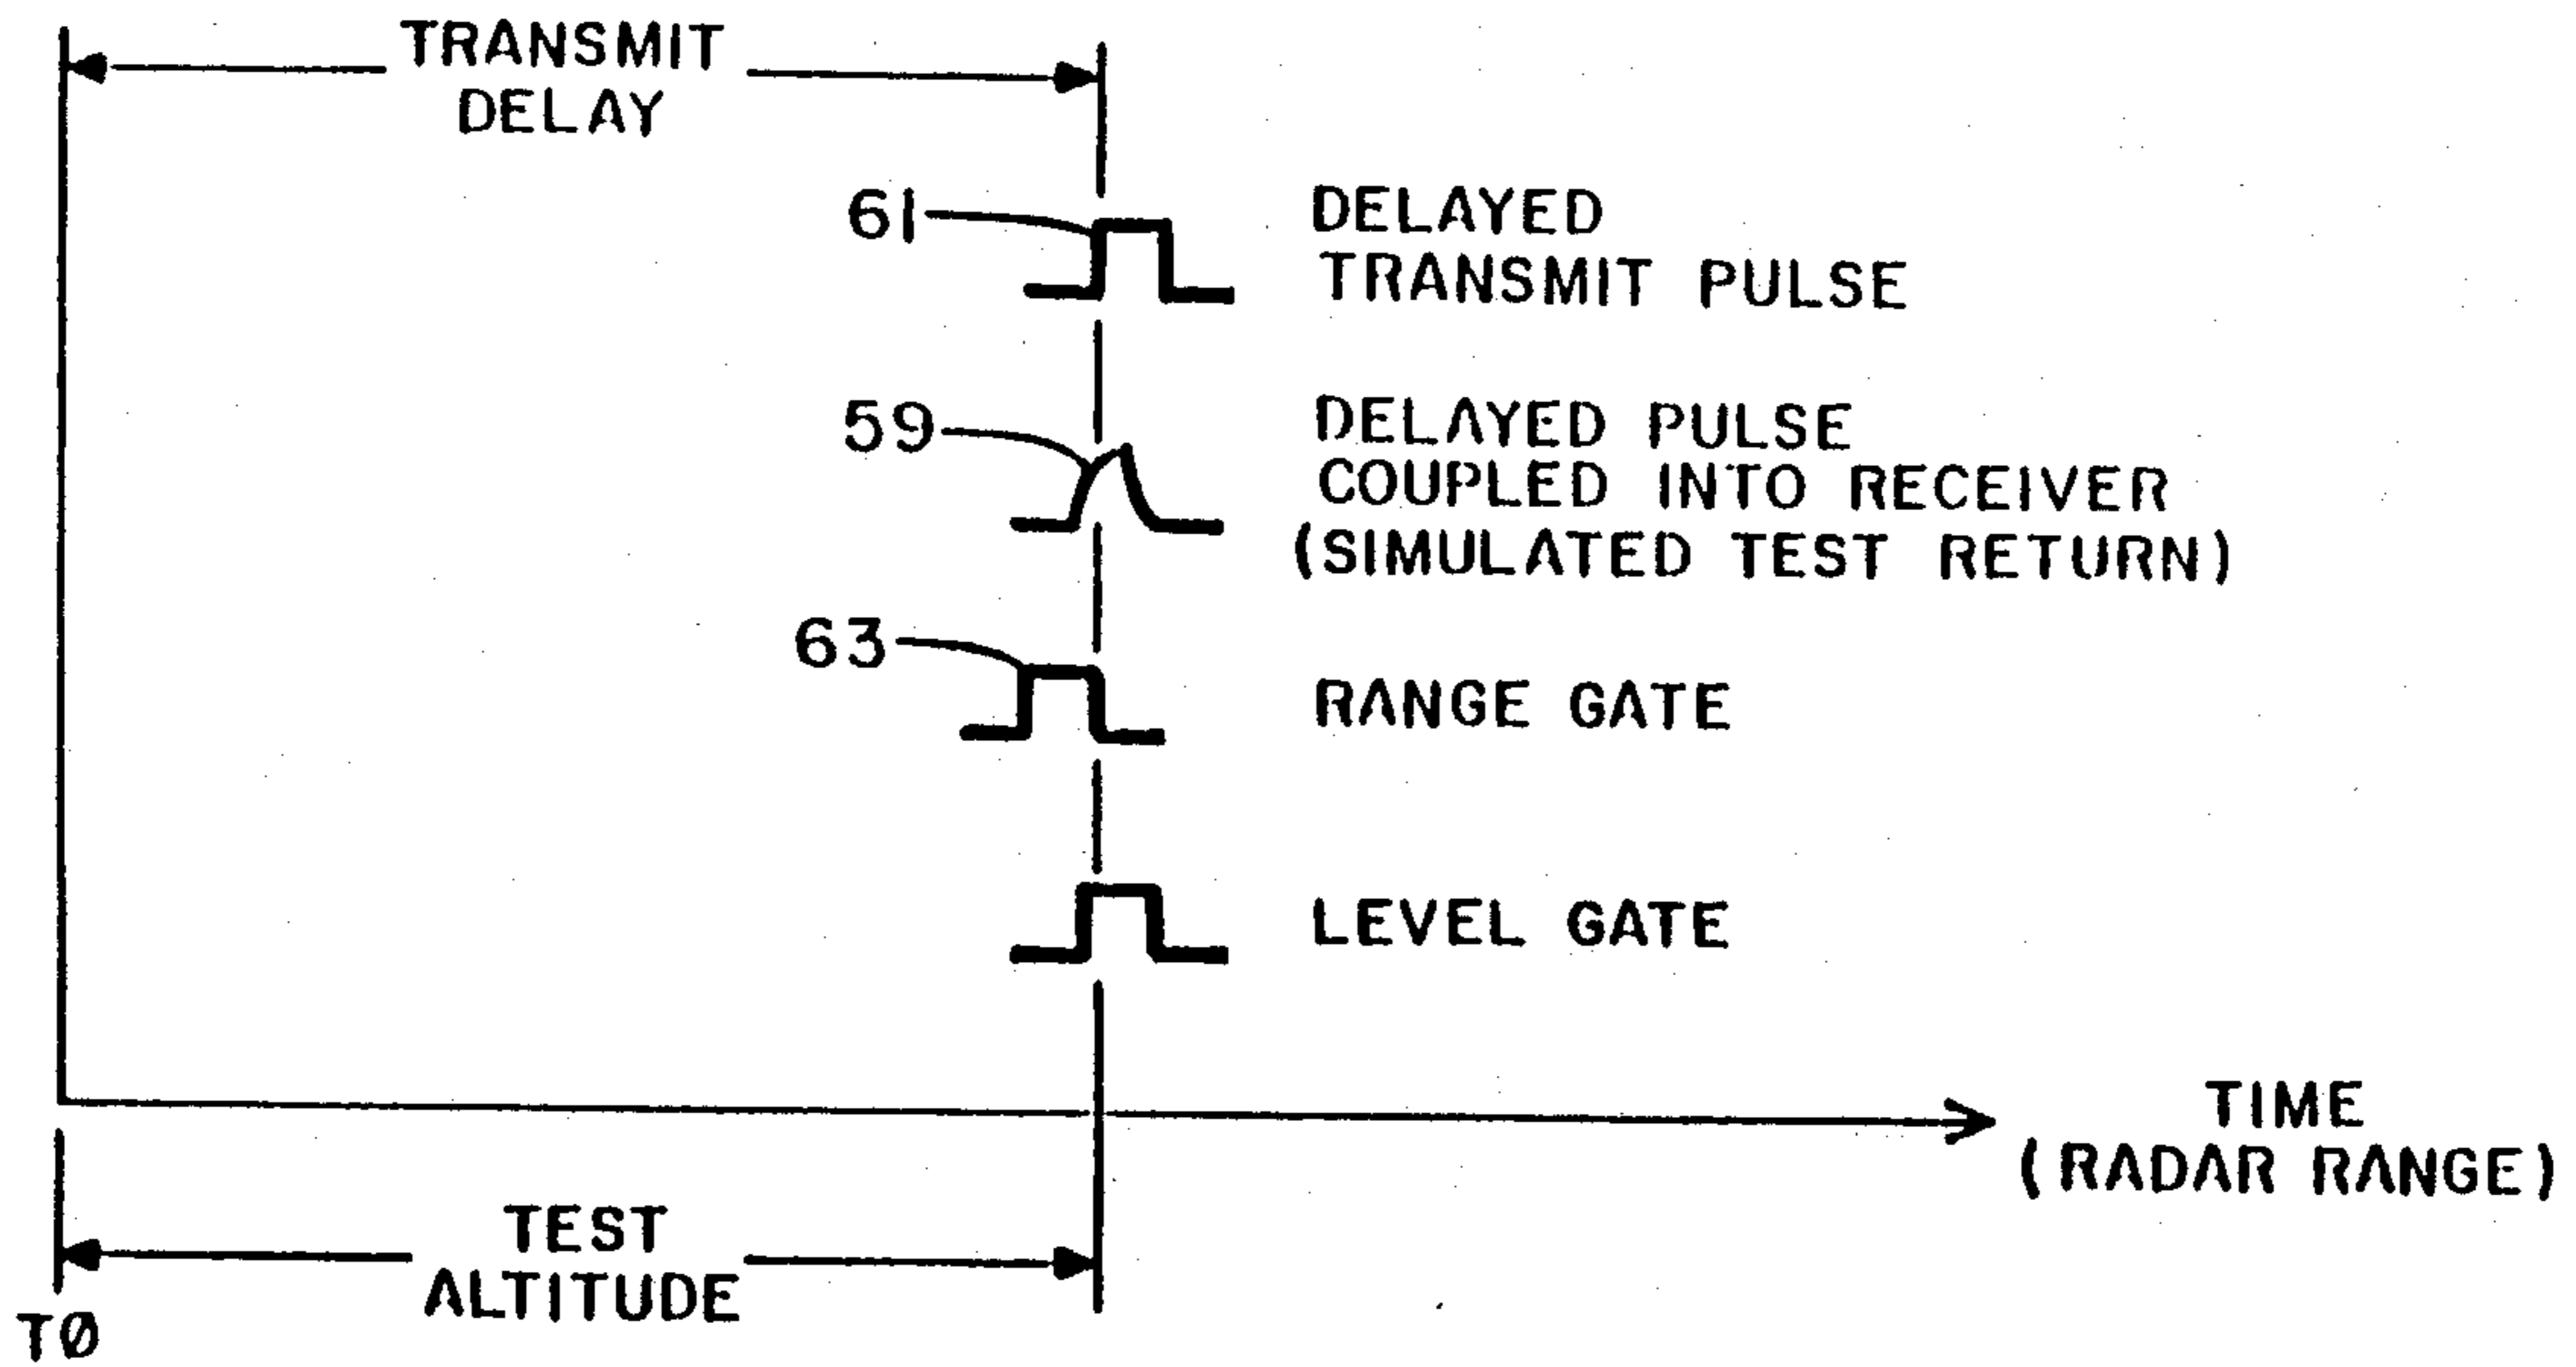 TRANSMIT
DELAY
61
DELAYED
TRANSMIT PULSE
59
DELAYED PULSE
COUPLED INTO RECEIVER
(SIMULATED TEST RETURN)
63
RANGE GATE
LEVEL GATE
TIME
(RADAR RANGE)
TEST
ALTITUDE
TØ